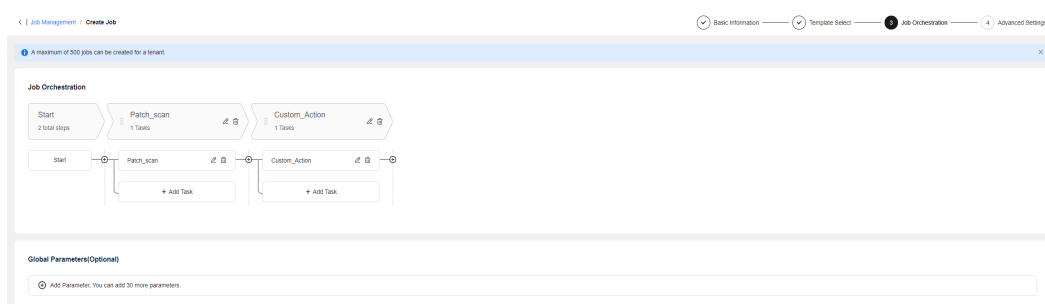 < | Job Management / Create Job
Basic Information
Template Select
3 Job Orchestration
4 Advanced Settings
A maximum of 500 jobs can be created for a tenant.
Job Orchestration
Start
2 total steps
Patch_scan
1 Tasks
Custom_Action
1 Tasks
Start
Patch_scan
Custom_Action
+ Add Task
+ Add Task
Global Parameters(Optional)
Add Parameter. You can add 30 more parameters.